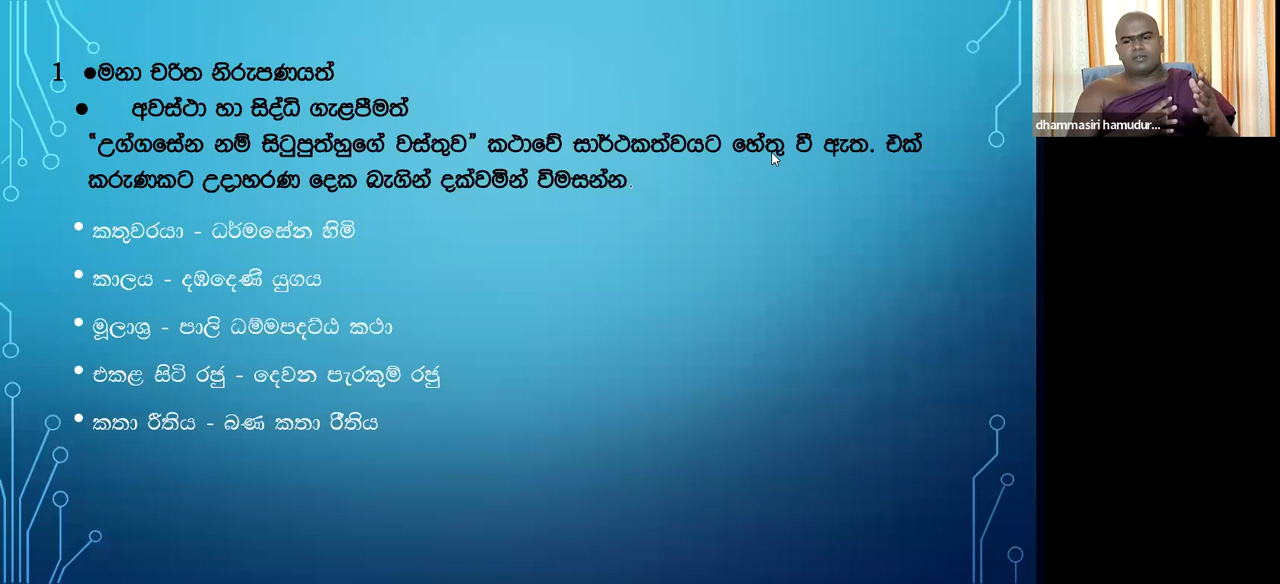 1 ●මනා චරිත නිරුපණයත්
● අවස්ථා හා සිද්ධි ගැළපීමත්
“උග්ගසේන නම් සිටුපුත්හුගේ වස්තුව” කථාවේ සාර්ථකත්වයට හේතු වී ඇත. එක්
කරුණකට උදාහරණ දෙක බැගින් දක්වමින් විමසන්න.
• කතුවරයා - ධර්මසේන හිමි
• කාලය - දඹදෙණි යුගය
• මූලාශ්‍ර - පාලි ධම්මපදට්ඨ කථා
• එකළ සිටි රජු - දෙවන පැරකුම් රජු
• කතා රීතිය - බණ කතා රීතිය
dhammasiri hamudur...